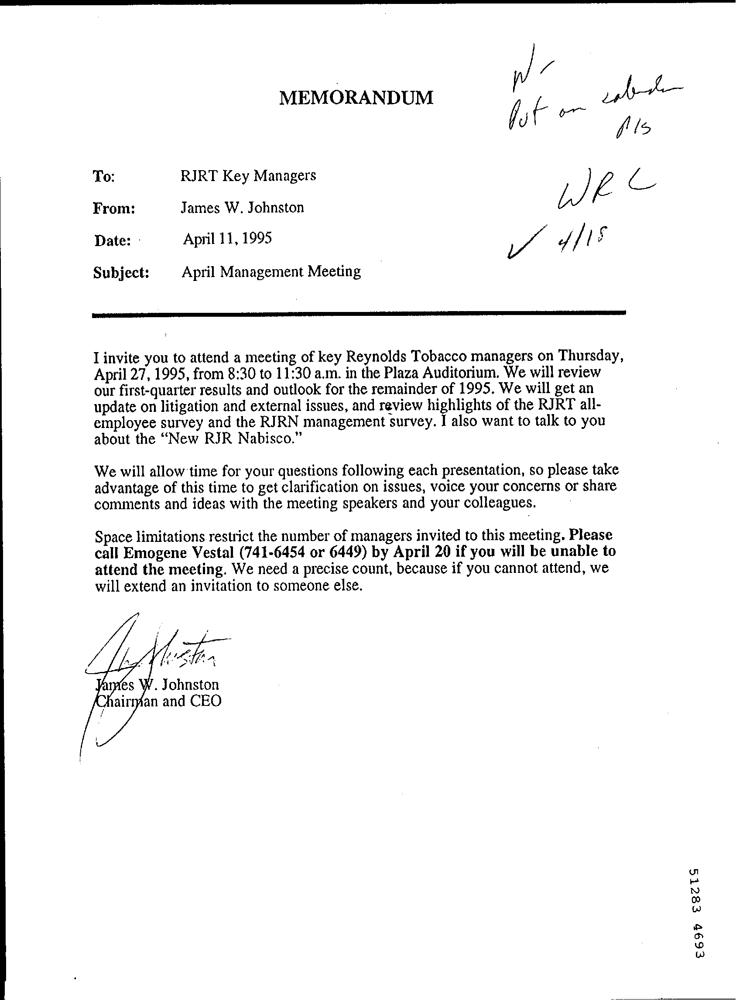 N-
Put on calendar
Pls
MEMORANDUM
WRC
✓ 4/18
To: RJRT Key Managers
From: James W. Johnston
Date: April 11, 1995
Subject: April Management Meeting
I invite you to attend a meeting of key Reynolds Tobacco managers on Thursday,
April 27, 1995, from 8:30 to 11:30 a.m. in the Plaza Auditorium. We will review
our first-quarter results and outlook for the remainder of 1995. We will get an
update on litigation and external issues, and review highlights of the RJRT all-
employee survey and the RJRN management survey. I also want to talk to you
about the “New RJR Nabisco.”
We will allow time for your questions following each presentation, so please take
advantage of this time to get clarification on issues, voice your concerns or share
comments and ideas with the meeting speakers and your colleagues.
Space limitations restrict the number of managers invited to this meeting. Please
call Emogene Vestal (741-6454 or 6449) by April 20 if you will be unable to
attend the meeting. We need a precise count, because if you cannot attend, we
will extend an invitation to someone else.
James W. Johnston
Chairman and CEO
51283 4693